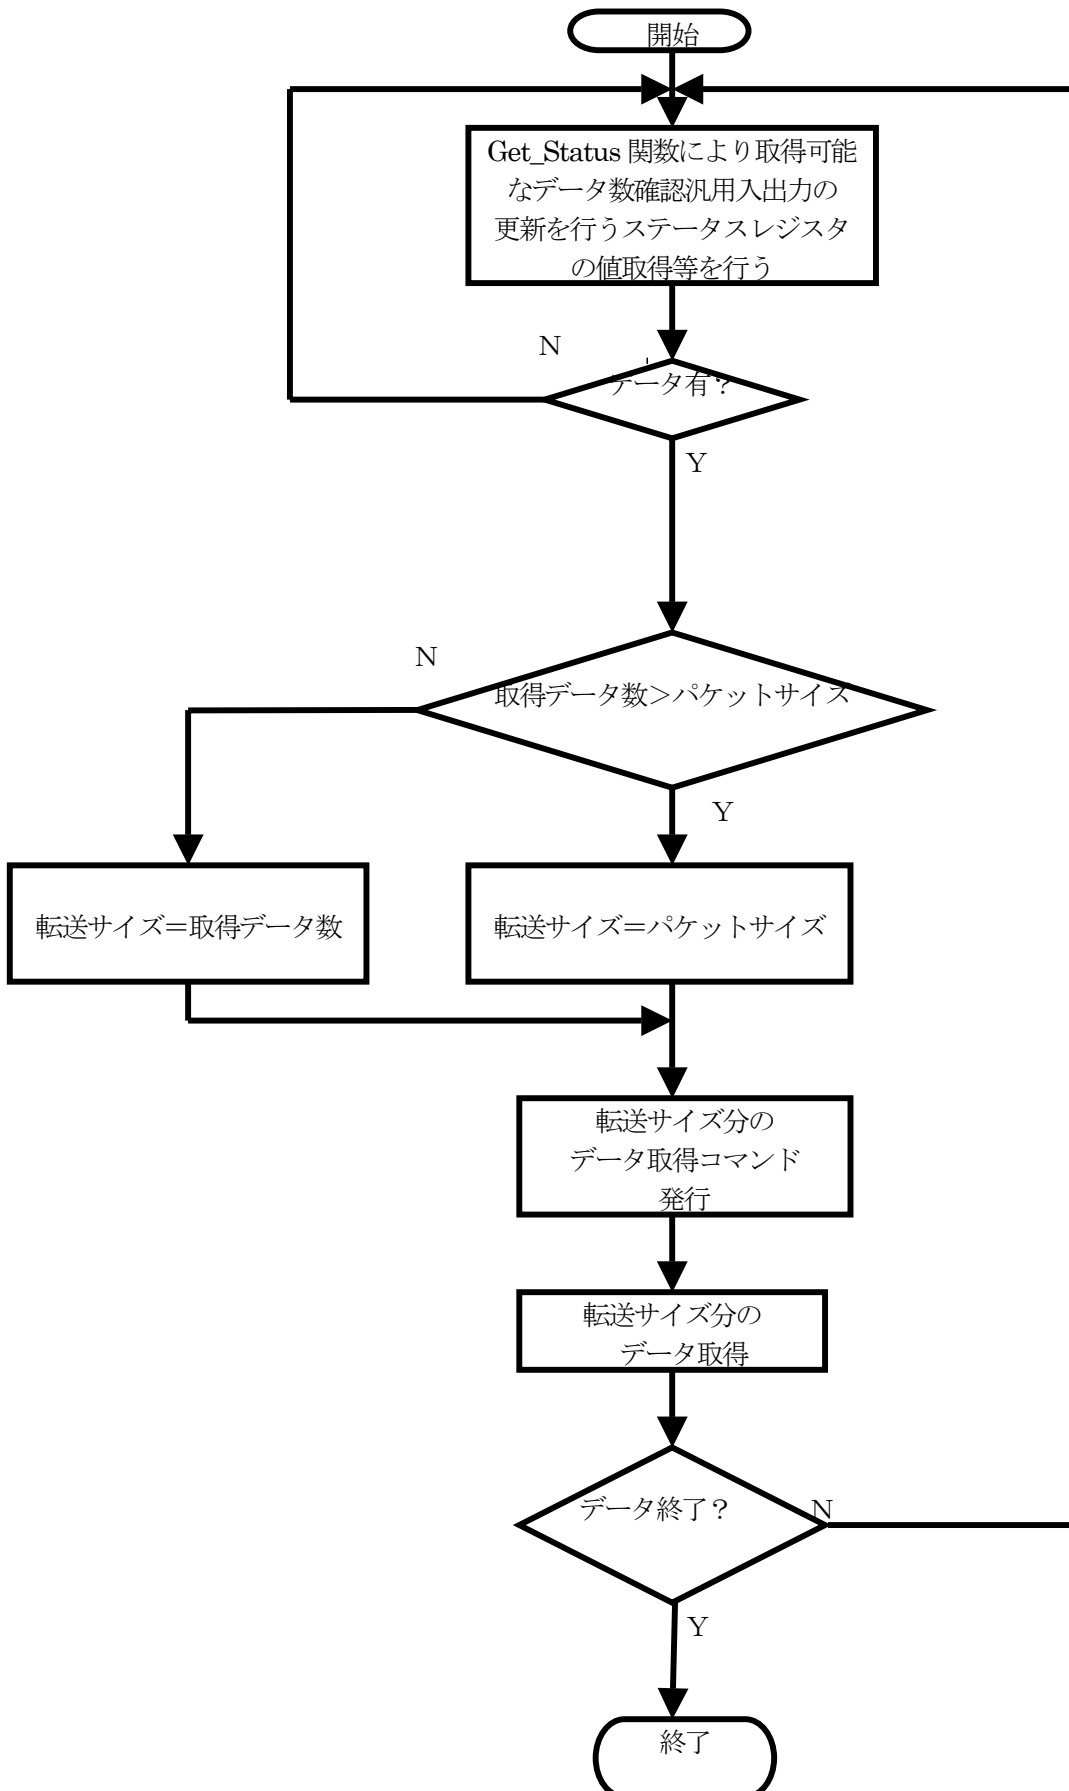 開始
Get_Status 関数により取得可能
なデータ数確認汎用入出力の
更新を行うステータスレジスタ
の値取得等を行う
N
データ有？
Y
N
取得データ数＞パケットサイズ
Y
転送サイズ＝取得データ数
転送サイズ＝パケットサイズ
転送サイズ分の
データ取得コマンド
発行
転送サイズ分の
データ取得
データ終了？
N
Y
終了